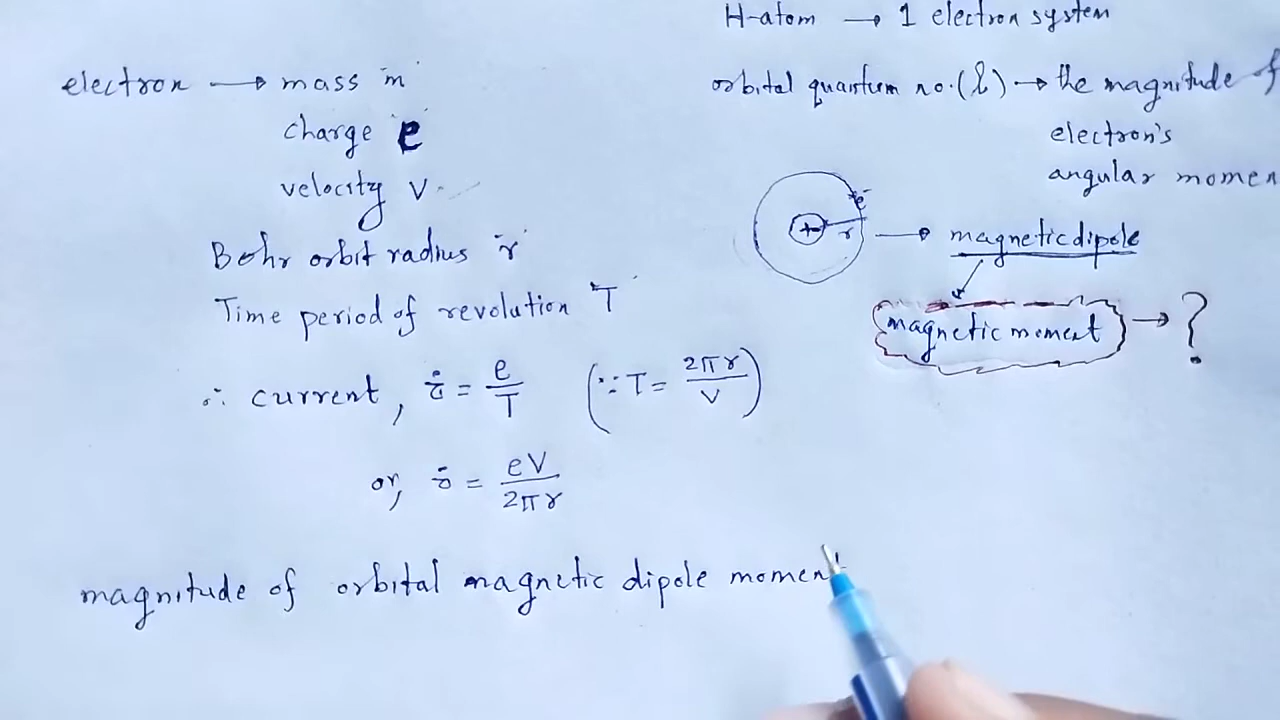 H-atom → 1 electron system
electron → mass "m"
orbital quantum no. (l) → the magnitude of
charge e
electron's
velocity v
angular momen
e⁻
+
r
→ magnetic dipole
Bohr orbit radius "r"
Time period of revolution "T"
magnetic moment → ?
∴ current, i = e/T (∵ T = 2πr/v)
or, i = ev/2πr
magnitude of orbital magnetic dipole moment